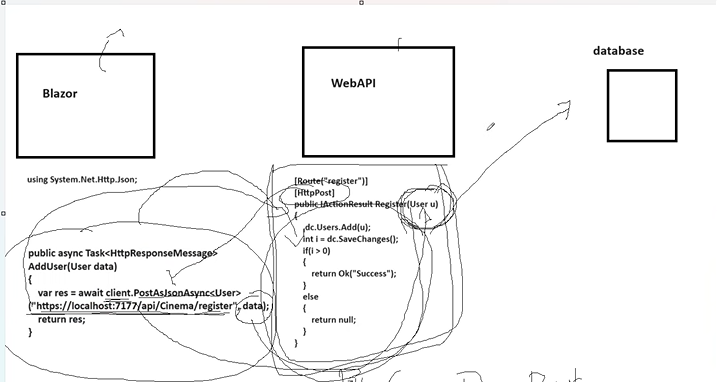 database
Blazor
WebAPI
using System.Net.Http.Json;
public async Task<HttpResponseMessage>
AddUser(User data)
{
var res = await client.PostAsJsonAsync<User>
("https://localhost:7177/api/Cinema/register", data);
return res;
}
[Route("register")]
[HttpPost]
public IActionResult Register(User u)
{
dc.Users.Add(u);
int i = dc.SaveChanges();
if(i > 0)
{
return Ok("Success");
}
else
{
return null;
}
}